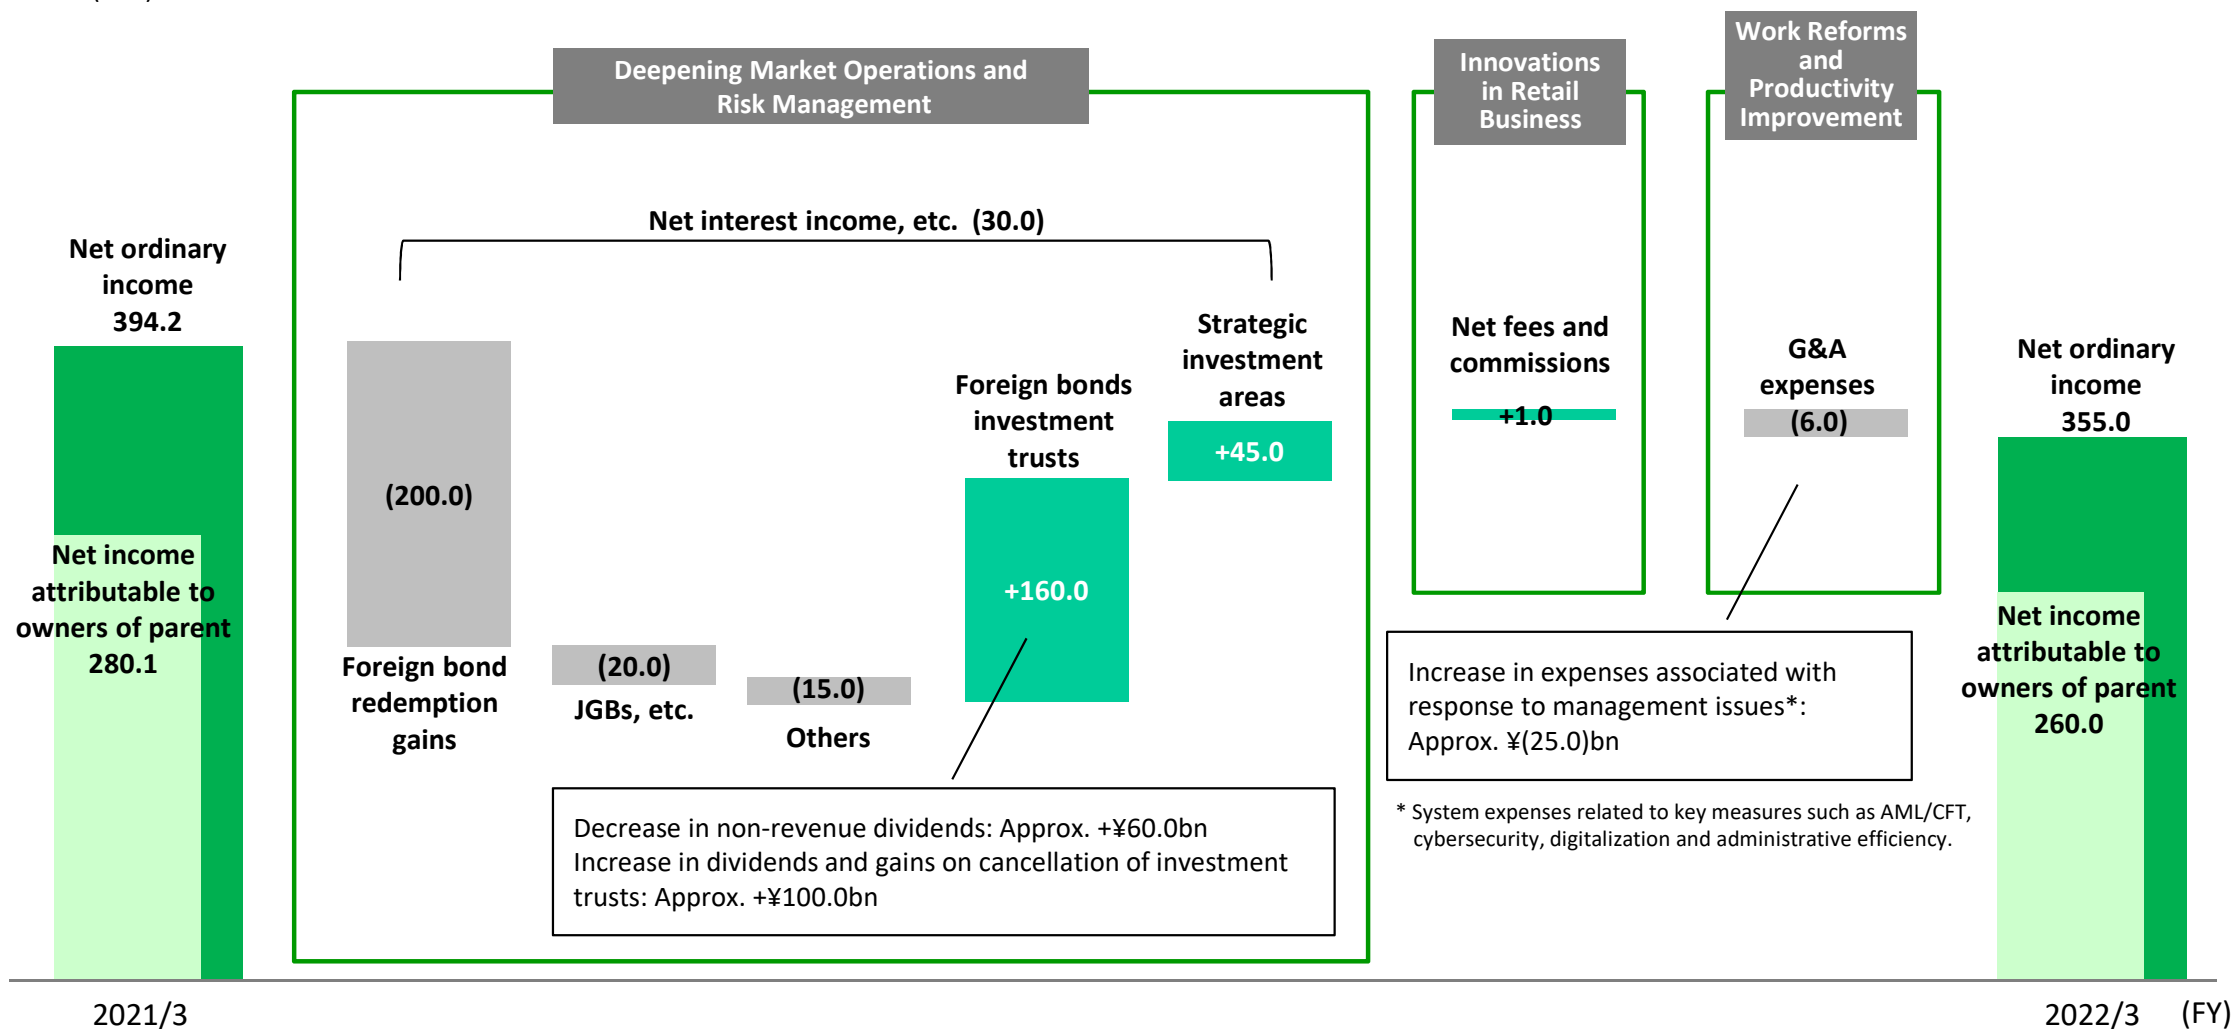 Deepening Market Operations and
Risk Management
Innovations
in Retail
Business
Work Reforms
and
Productivity
Improvement
Net interest income, etc.  (30.0)
Net ordinary
income
394.2
Net income
attributable to
owners of parent
280.1
(200.0)
Foreign bond
redemption
gains
(20.0)
JGBs, etc.
(15.0)
Others
Foreign bonds
investment
trusts
+160.0
Strategic
investment
areas
+45.0
Decrease in non-revenue dividends: Approx. +¥60.0bn
Increase in dividends and gains on cancellation of investment
trusts: Approx. +¥100.0bn
Net fees and
commissions
+1.0
G&A
expenses
(6.0)
Increase in expenses associated with
response to management issues*:
Approx. ¥(25.0)bn
* System expenses related to key measures such as AML/CFT,
cybersecurity, digitalization and administrative efficiency.
Net ordinary
income
355.0
Net income
attributable to
owners of parent
260.0
2021/3
2022/3
(FY)